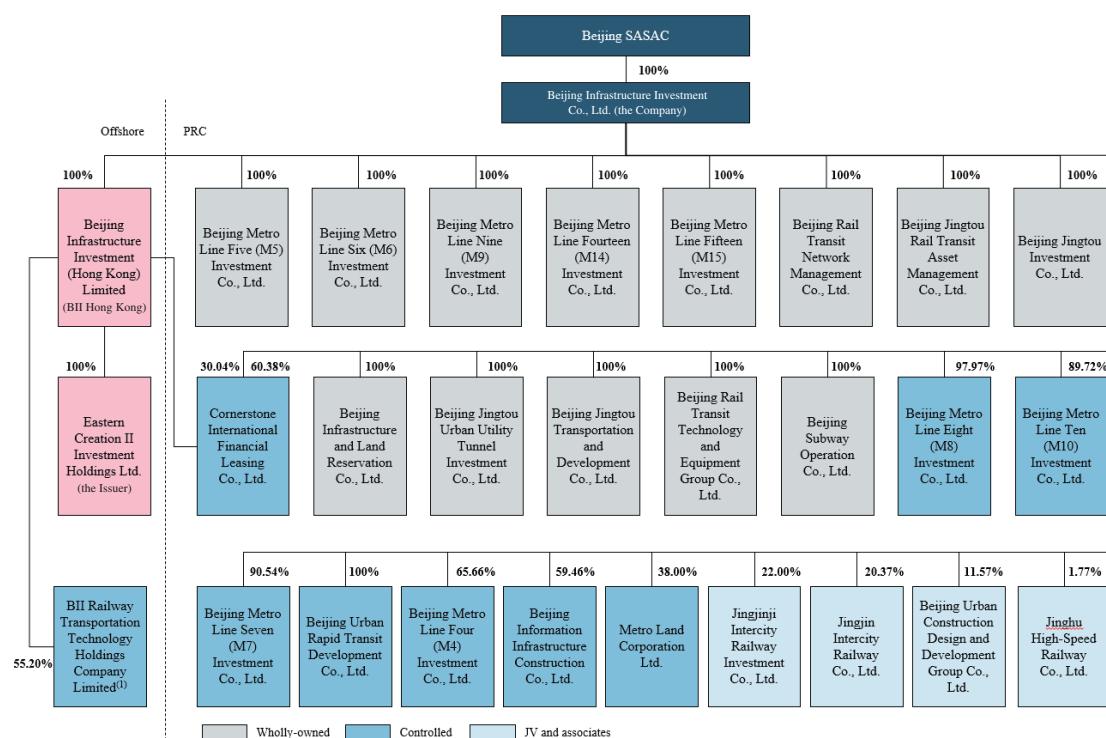 Beijing SASAC
100%
Beijing Infrastructure Investment
Co., Ltd. (the Company)
Offshore
PRC
100%
100%
100%
100%
100%
100%
100%
100%
100%
Beijing
Infrastructure
Investment
(Hong Kong)
Limited
(BII Hong Kong)
Beijing Metro
Line Five (M5)
Investment
Co., Ltd.
Beijing Metro
Line Six (M6)
Investment
Co., Ltd.
Beijing Metro
Line Nine
(M9)
Investment
Co., Ltd.
Beijing Metro
Line Fourteen
(M14)
Investment
Co., Ltd.
Beijing Metro
Line Fifteen
(M15)
Investment
Co., Ltd.
Beijing Rail
Transit
Network
Management
Co., Ltd.
Beijing Jingtou
Rail Transit
Asset
Management
Co., Ltd.
Beijing Jingtou
Investment
Co., Ltd.
100%
30.04%
60.38%
100%
100%
100%
100%
100%
97.97%
89.72%
Eastern
Creation II
Investment
Holdings Ltd.
(the Issuer)
Cornerstone
International
Financial
Leasing
Co., Ltd.
Beijing
Infrastructure
and Land
Reservation
Co., Ltd.
Beijing Jingtou
Urban Utility
Tunnel
Investment
Co., Ltd.
Beijing Jingtou
Transportation
and
Development
Co., Ltd.
Beijing Rail
Transit
Technology
and
Equipment
Group Co.,
Ltd.
Beijing
Subway
Operation
Co., Ltd.
Beijing Metro
Line Eight
(M8)
Investment
Co., Ltd.
Beijing Metro
Line Ten
(M10)
Investment
Co., Ltd.
55.20%
90.54%
100%
65.66%
59.46%
38.00%
22.00%
20.37%
11.57%
1.77%
BII Railway
Transportation
Technology
Holdings
Company
Limited(1)
Beijing Metro
Line Seven
(M7)
Investment
Co., Ltd.
Beijing Urban
Rapid Transit
Development
Co., Ltd.
Beijing Metro
Line Four
(M4)
Investment
Co., Ltd.
Beijing
Information
Infrastructure
Construction
Co., Ltd.
Metro Land
Corporation
Ltd.
Jingjinji
Intercity
Railway
Investment
Co., Ltd.
Jingjin
Intercity
Railway
Co., Ltd.
Beijing Urban
Construction
Design and
Development
Group Co.,
Ltd.
Jinghu
High-Speed
Railway
Co., Ltd.
Wholly-owned
Controlled
JV and associates